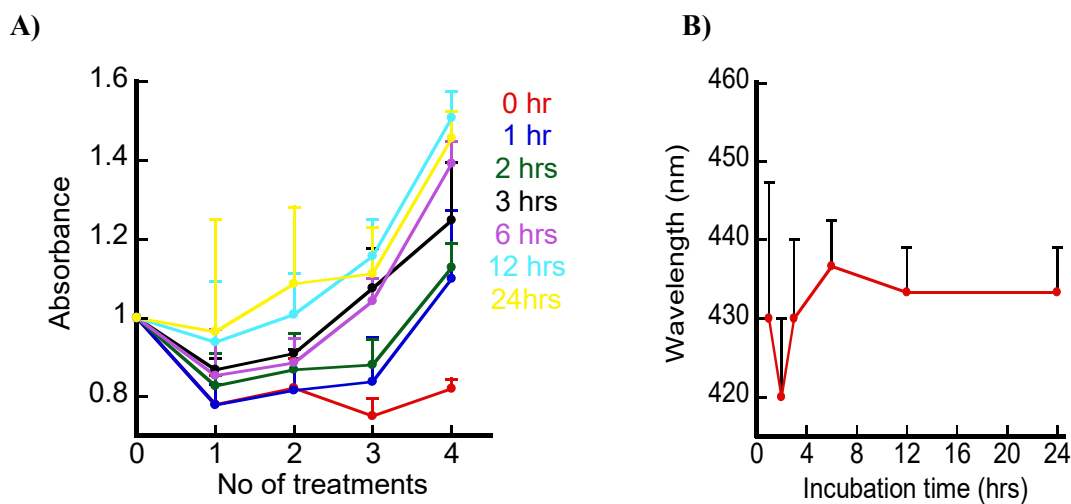 A)
1.6
1.4
1.2
1
0.8
Absorbance
0 1 2 3 4
No of treatments
0 hr
1 hr
2 hrs
3 hrs
6 hrs
12 hrs
24hrs
B)
460
450
440
430
420
Wavelength (nm)
0 4 8 12 16 20 24
Incubation time (hrs)